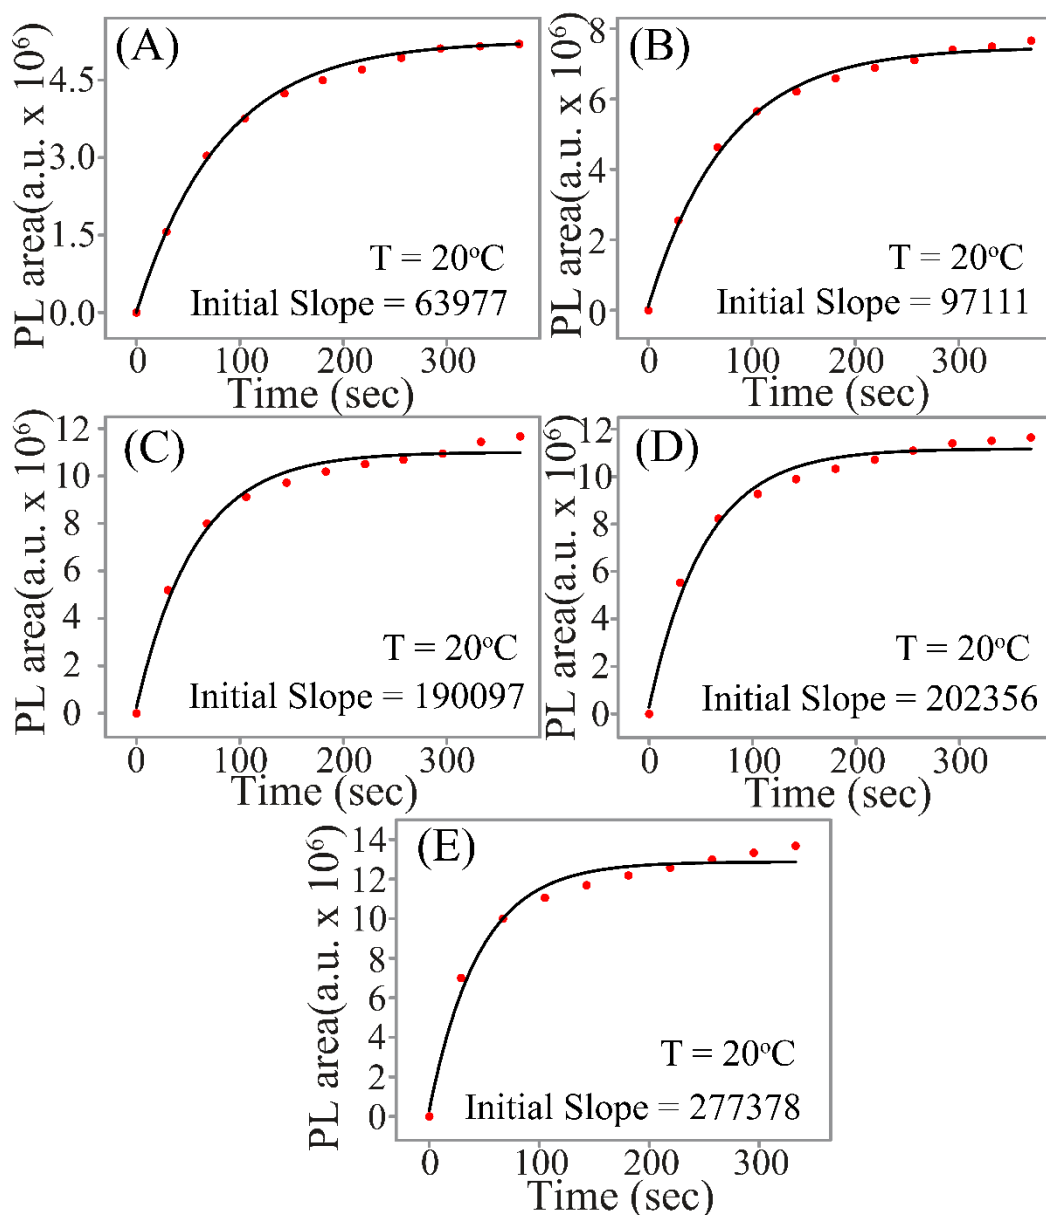 (A)
PL area(a.u. x 10⁶)
4.5
3.0
1.5
0.0
T = 20°C
Initial Slope = 63977
0 100 200 300
Time (sec)
(B)
PL area(a.u. x 10⁶)
8
6
4
2
0
T = 20°C
Initial Slope = 97111
0 100 200 300
Time (sec)
(C)
PL area(a.u. x 10⁶)
12
10
8
6
4
2
0
T = 20°C
Initial Slope = 190097
0 100 200 300
Time (sec)
(D)
PL area(a.u. x 10⁶)
12
10
8
6
4
2
0
T = 20°C
Initial Slope = 202356
0 100 200 300
Time (sec)
(E)
PL area(a.u. x 10⁶)
14
12
10
8
6
4
2
0
T = 20°C
Initial Slope = 277378
0 100 200 300
Time (sec)